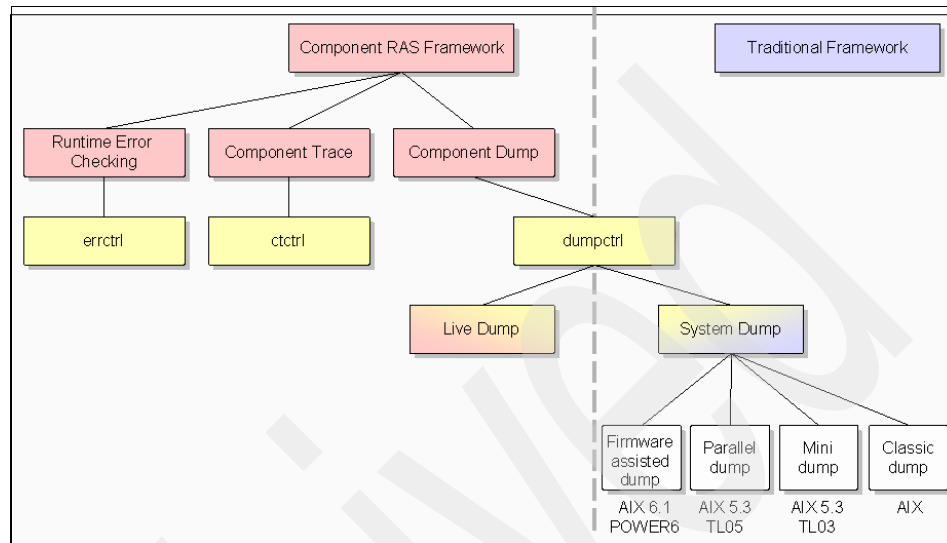 Component RAS Framework
Traditional Framework
Runtime Error
Checking
Component Trace
Component Dump
errctrl
ctctrl
dumpctrl
Live Dump
System Dump
Firmware
assisted
dump
Parallel
dump
Mini
dump
Classic
dump
AIX 6.1
POWER6
AIX 5.3
TL05
AIX 5.3
TL03
AIX